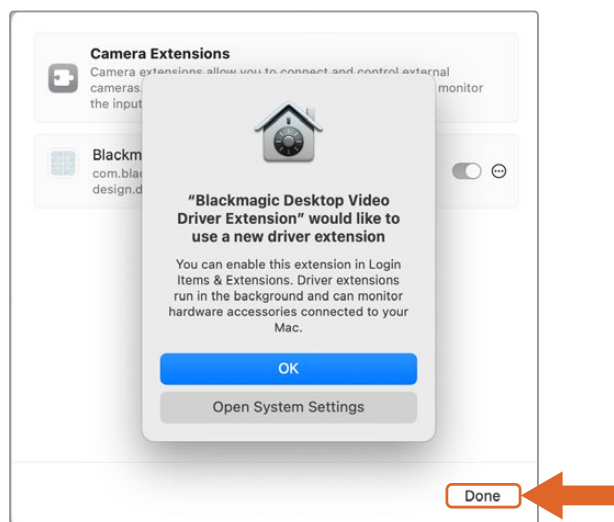 Camera Extensions
Camera extensions allow you to connect and control external
cameras.
monitor
the input
Blackm
com.blac
design.d
“Blackmagic Desktop Video
Driver Extension” would like to
use a new driver extension
You can enable this extension in Login
Items & Extensions. Driver extensions
run in the background and can monitor
hardware accessories connected to your
Mac.
OK
Open System Settings
Done